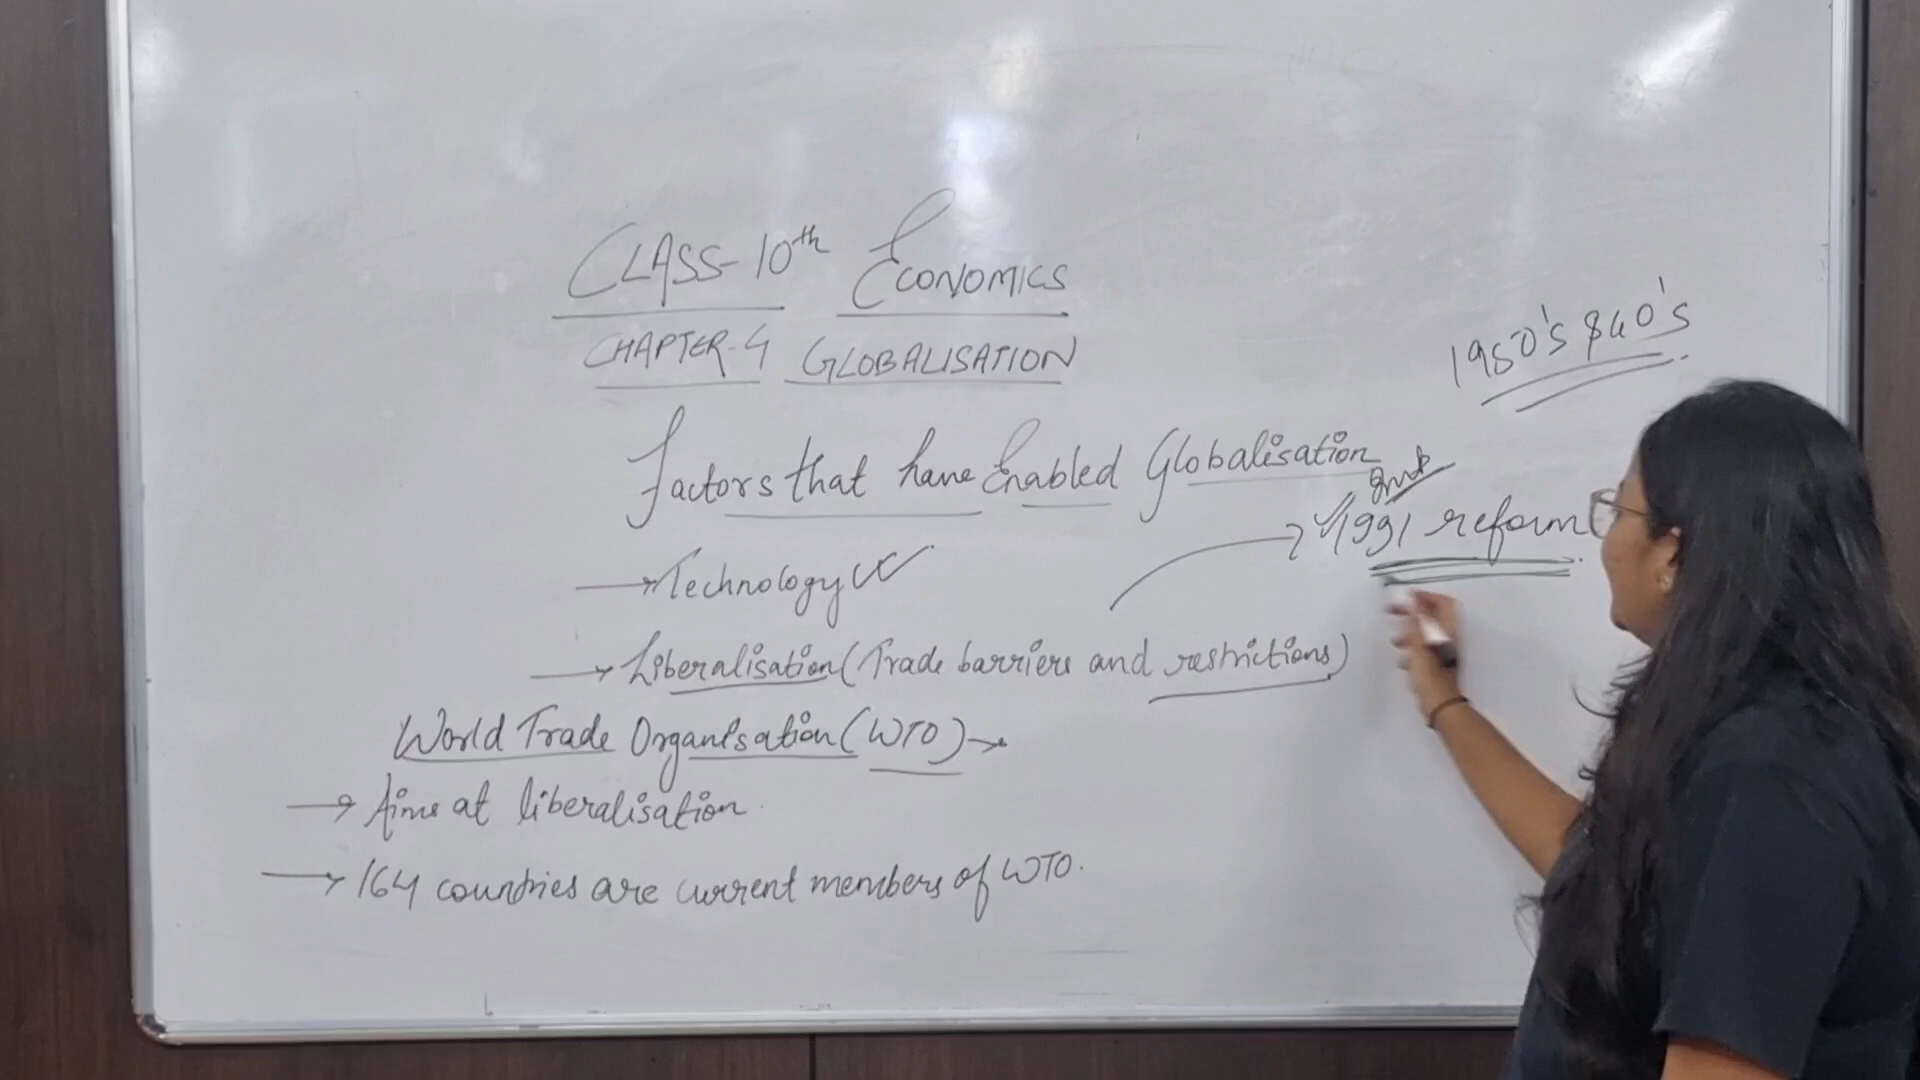 CLASS-10th ECONOMICS
CHAPTER-4 GLOBALISATION
1950's & 60's
Factors that have Enabled Globalisation
1991 reform
→ Technology
→ Liberalisation (Trade barriers and restrictions)
World Trade Organisation (WTO) →
→ Aims at liberalisation.
→ 164 countries are current members of WTO.